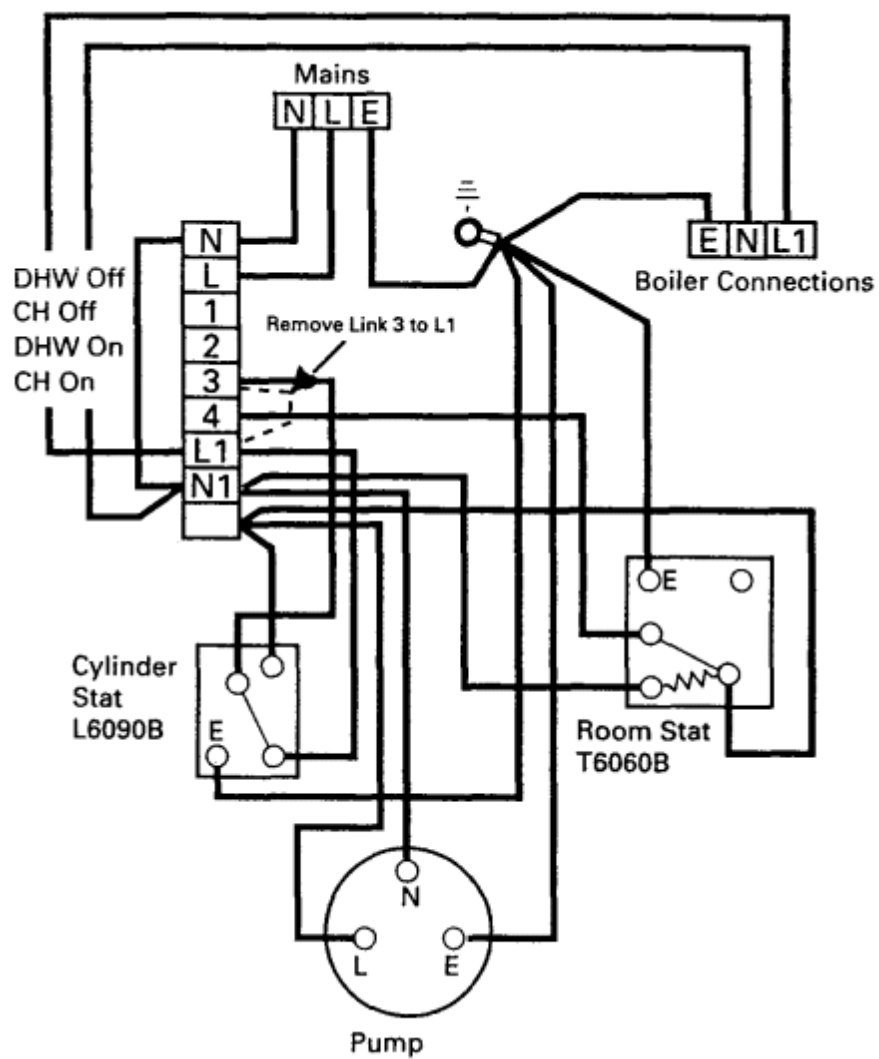 Mains
N L E
E N L1
Boiler Connections
N
L
1
2
3
4
L1
N1
DHW Off
CH Off
DHW On
CH On
Remove Link 3 to L1
Cylinder
Stat
L6090B
E
E
Room Stat
T6060B
N
L
E
Pump